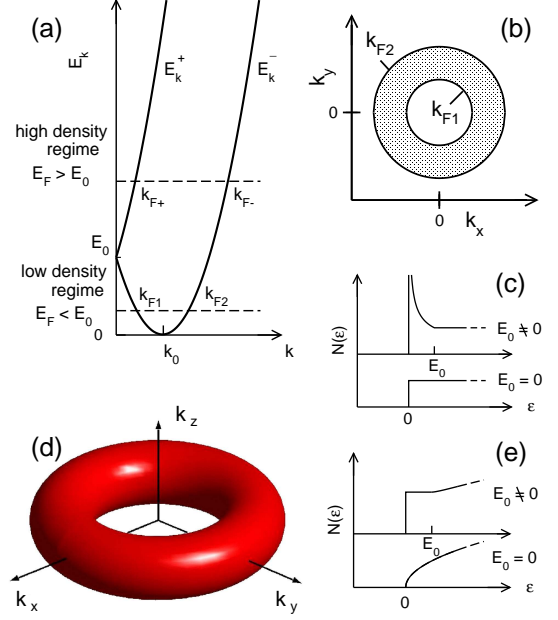 (a)
E_k
E_k^+
E_k^-
high density
regime
E_F > E_0
k_F+
k_F-
E_0
low density
regime
E_F < E_0
k_F1
k_F2
0
k_0
k
(b)
k_F2
k_y
k_F1
0
0
k_x
(c)
N(ε)
E_0 ≠ 0
E_0
E_0 = 0
0
ε
(d)
k_z
k_x
k_y
(e)
N(ε)
E_0 ≠ 0
E_0
E_0 = 0
0
ε